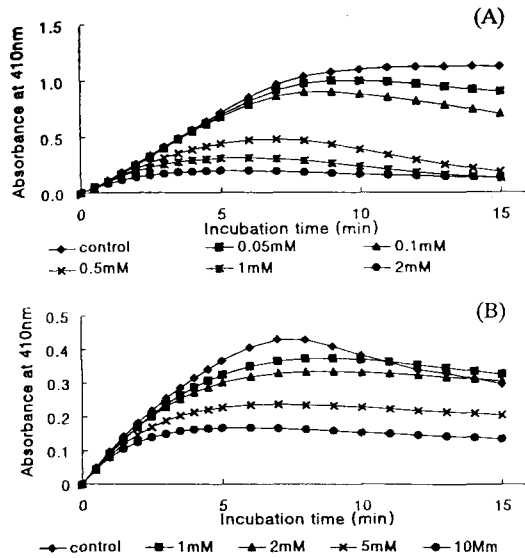 (A)
Absorbance at 410nm
1.5
1.0
0.5
0.0
0 5 10 15
Incubation time (min)
control 0.05mM 0.1mM
0.5mM 1mM 2mM
(B)
Absorbance at 410nm
0.5
0.4
0.3
0.2
0.1
0
0 5 10 15
Incubation time (min)
control 1mM 2mM 5mM 10Mm